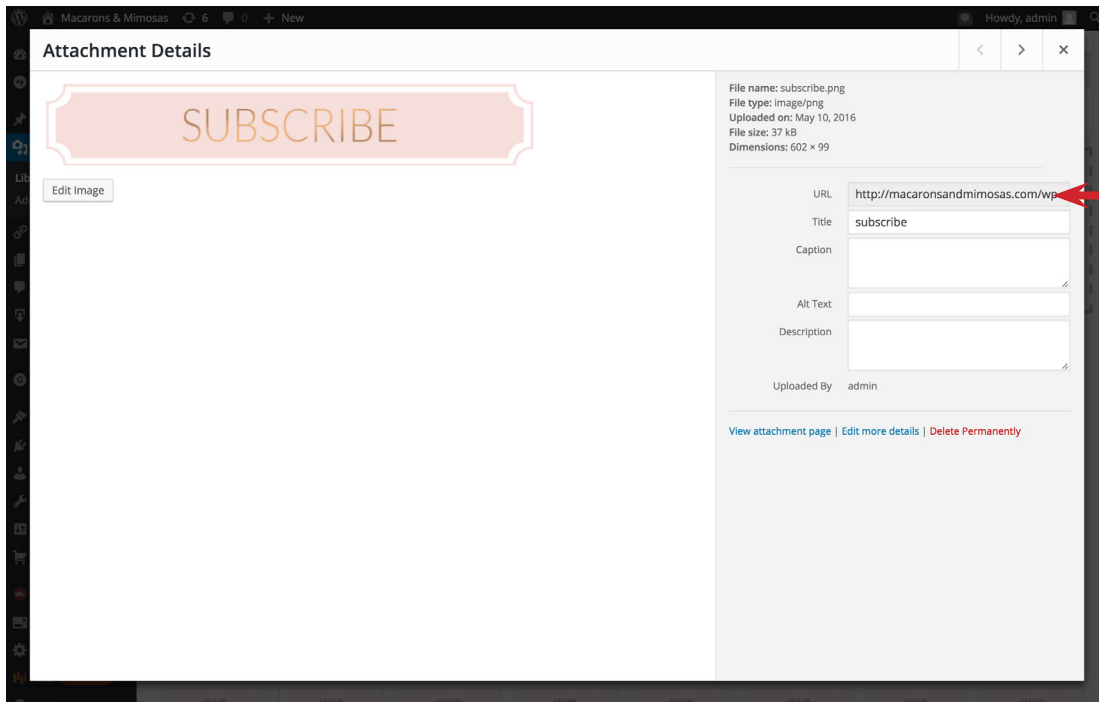 Macarons & Mimosas 6 0 + New Howdy, admin
Attachment Details
SUBSCRIBE
Edit Image
File name: subscribe.png
File type: image/png
Uploaded on: May 10, 2016
File size: 37 kB
Dimensions: 602 × 99
URL http://macaronsandmimosas.com/wp-
Title subscribe
Caption
Alt Text
Description
Uploaded By admin
View attachment page | Edit more details | Delete Permanently
Lib
Ad